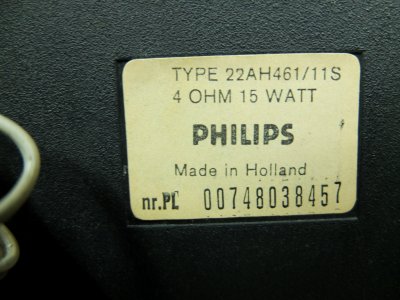 TYPE 22AH461/11S
4 OHM 15 WATT
PHILIPS
Made in Holland
nr.PL 00748038457